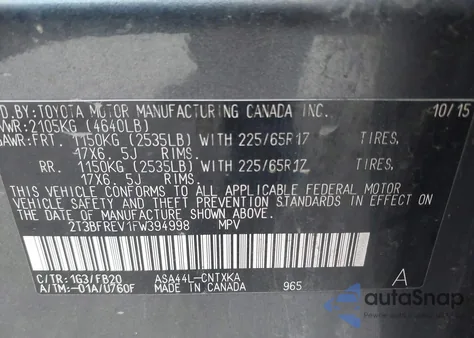 D.BY: TOYOTA MOTOR MANUFACTURING CANADA INC. 10/15
VWR: 2105KG (4640LB)
GAWR: FRT. 1150KG (2535LB) WITH 225/65R17 TIRES,
17X6.5J RIMS.
RR. 1150KG (2535LB) WITH 225/65R17 TIRES,
17X6.5J RIMS.
THIS VEHICLE CONFORMS TO ALL APPLICABLE FEDERAL MOTOR
VEHICLE SAFETY AND THEFT PREVENTION STANDARDS IN EFFECT ON
THE DATE OF MANUFACTURE SHOWN ABOVE.
2T3BFREV1FW394998 MPV
C/TR: 1G3/FB20 ASA44L-CNTXKA A
A/TM: -01A/U760F MADE IN CANADA 965
autoSnap